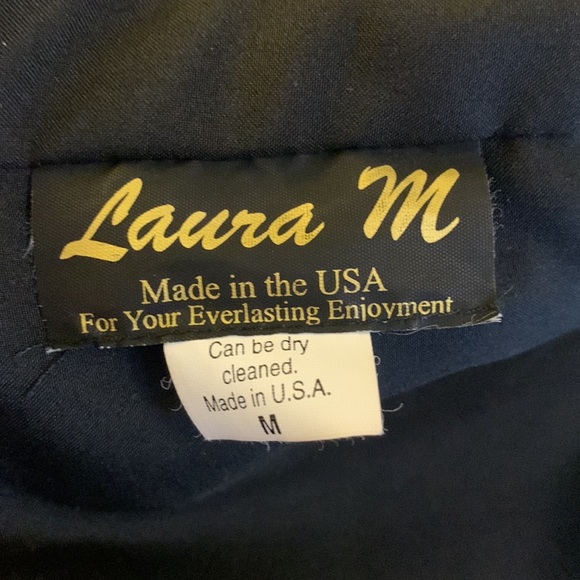 Laura M
Made in the USA
For Your Everlasting Enjoyment
Can be dry
cleaned.
Made in U.S.A.
M